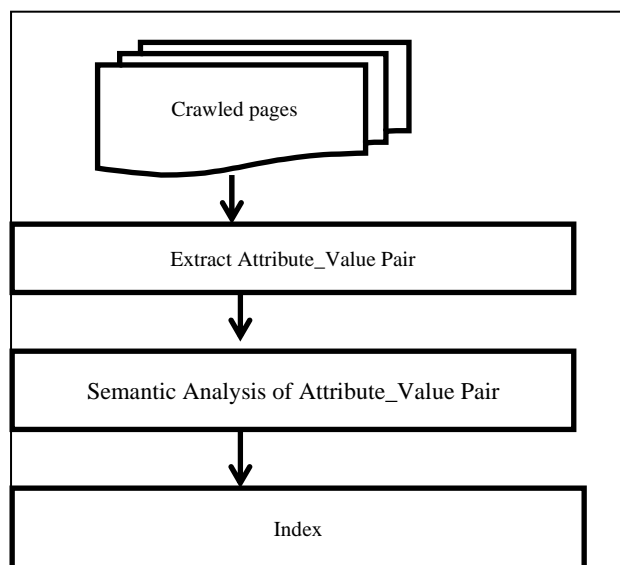 Crawled pages
Extract Attribute_Value Pair
Semantic Analysis of Attribute_Value Pair
Index